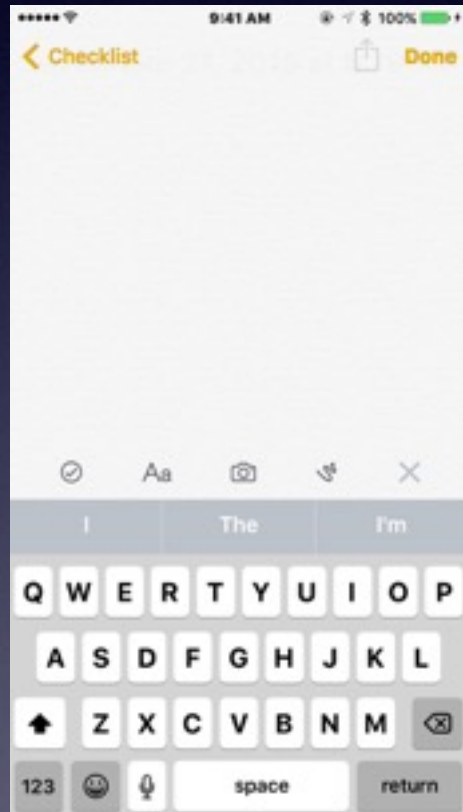 9:41 AM 100%
Checklist Done
Aa
I The I'm
Q W E R T Y U I O P
A S D F G H J K L
Z X C V B N M
123 space return